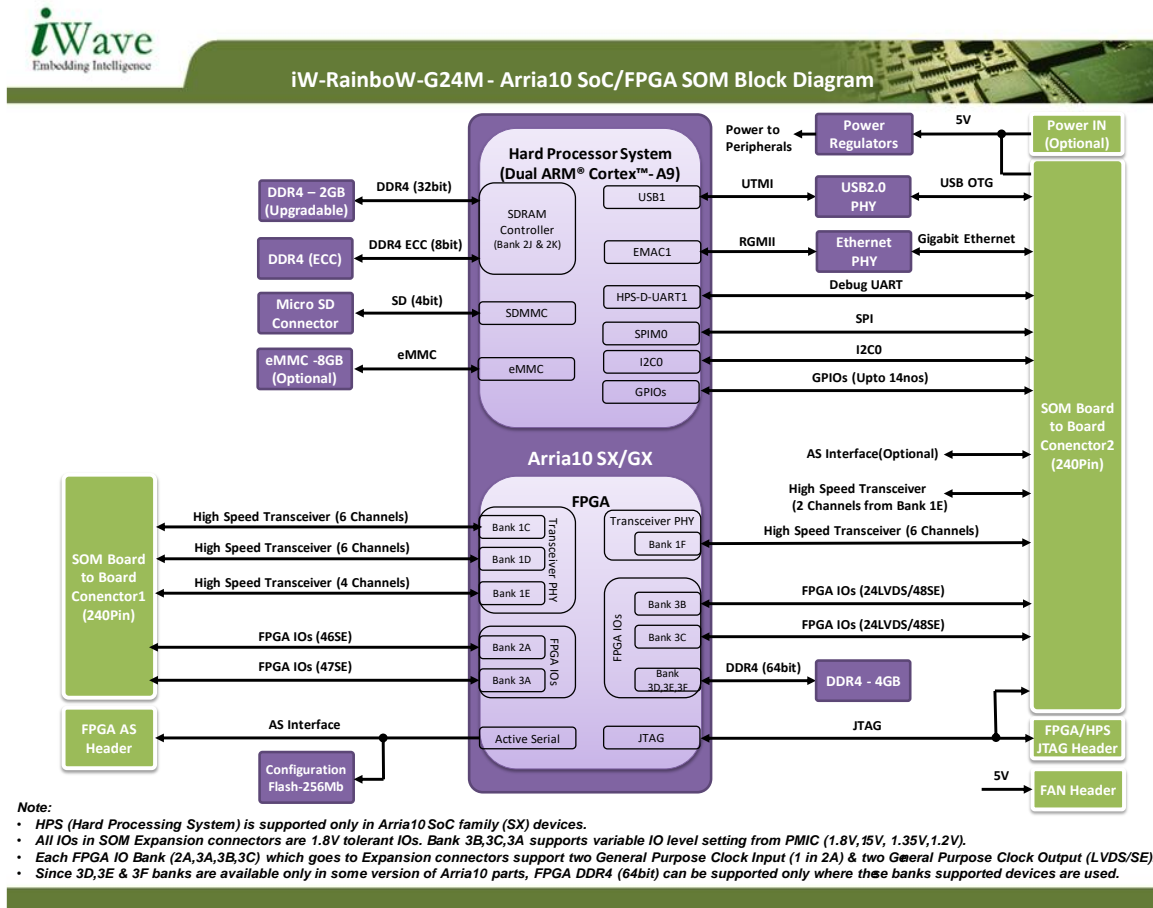 iWave
Embedding Intelligence
iW-RainboW-G24M - Arria10 SoC/FPGA SOM Block Diagram
Hard Processor System
(Dual ARM® Cortex™- A9)
DDR4 – 2GB
(Upgradable)
DDR4 (32bit)
SDRAM
Controller
(Bank 2J & 2K)
DDR4 (ECC)
DDR4 ECC (8bit)
Micro SD
Connector
SD (4bit)
SDMMC
eMMC -8GB
(Optional)
eMMC
eMMC
USB1
UTMI
USB2.0
PHY
USB OTG
EMAC1
RGMII
Ethernet
PHY
Gigabit Ethernet
HPS-D-UART1
Debug UART
SPIM0
SPI
I2C0
I2C0
GPIOs
GPIOs (Upto 14nos)
Power to
Peripherals
Power
Regulators
5V
Power IN
(Optional)
SOM Board
to Board
Conenctor2
(240Pin)
AS Interface(Optional)
High Speed Transceiver
(2 Channels from Bank 1E)
Arria10 SX/GX
FPGA
SOM Board
to Board
Conenctor1
(240Pin)
High Speed Transceiver (6 Channels)
Bank 1C
High Speed Transceiver (6 Channels)
Bank 1D
High Speed Transceiver (4 Channels)
Bank 1E
Transceiver PHY
FPGA IOs (46SE)
Bank 2A
FPGA IOs (47SE)
Bank 3A
FPGA IOs
Transceiver PHY
Bank 1F
High Speed Transceiver (6 Channels)
FPGA IOs
Bank 3B
FPGA IOs (24LVDS/48SE)
Bank 3C
FPGA IOs (24LVDS/48SE)
Bank
3D,3E,3F
DDR4 (64bit)
DDR4 - 4GB
FPGA AS
Header
AS Interface
Active Serial
Configuration
Flash-256Mb
JTAG
JTAG
FPGA/HPS
JTAG Header
5V
FAN Header
Note:
• HPS (Hard Processing System) is supported only in Arria10 SoC family (SX) devices.
• All IOs in SOM Expansion connectors are 1.8V tolerant IOs. Bank 3B,3C,3A supports variable IO level setting from PMIC (1.8V,15V, 1.35V,1.2V).
• Each FPGA IO Bank (2A,3A,3B,3C) which goes to Expansion connectors support two General Purpose Clock Input (1 in 2A) & two General Purpose Clock Output (LVDS/SE)
• Since 3D,3E & 3F banks are available only in some version of Arria10 parts, FPGA DDR4 (64bit) can be supported only where these banks supported devices are used.